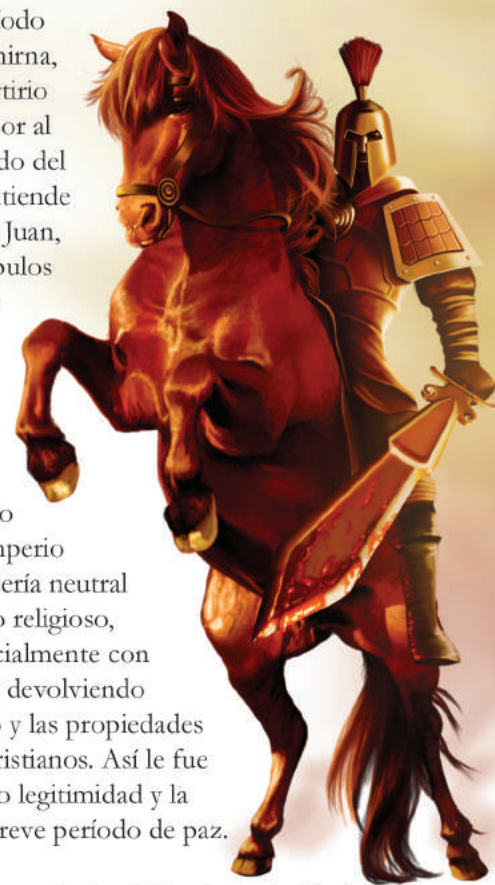 odo
nirna,
tirio
or al
do del
tiende
Juan,
pulos
o
nperio
ería neutral
o religioso,
cialmente con
devolviendo
o y las propiedades
ristianos. Así le fue
o legitimidad y la
reve período de paz.